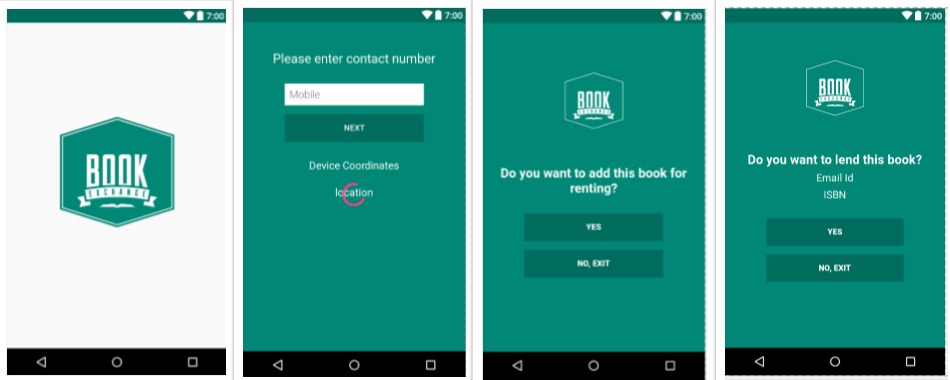 7:00
BOOK
EXCHANGE
7:00
Please enter contact number
Mobile
NEXT
Device Coordinates
location
7:00
BOOK
EXCHANGE
Do you want to add this book for
renting?
YES
NO, EXIT
7:00
BOOK
EXCHANGE
Do you want to lend this book?
Email Id
ISBN
YES
NO, EXIT